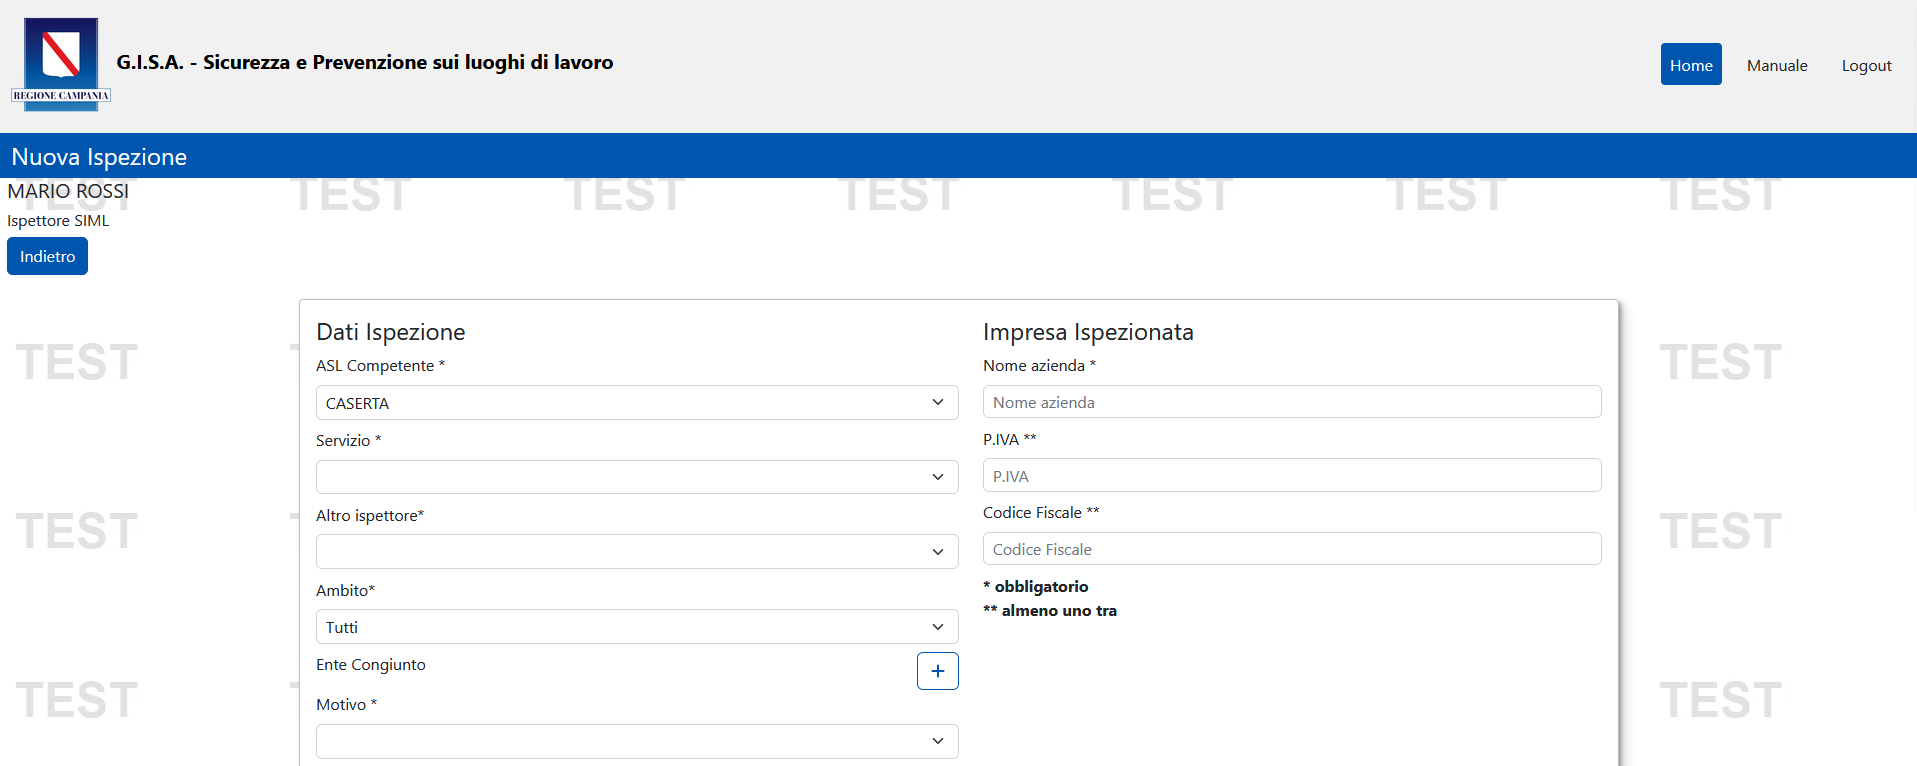 REGIONE CAMPANIA
G.I.S.A. - Sicurezza e Prevenzione sui luoghi di lavoro
Home
Manuale
Logout
Nuova Ispezione
MARIO ROSSI
TEST TEST TEST TEST TEST TEST TEST
Ispettore SIML
Indietro
Dati Ispezione
ASL Competente *
CASERTA
Servizio *
Altro ispettore*
Ambito*
Tutti
Ente Congiunto
+
Motivo *
Impresa Ispezionata
Nome azienda *
Nome azienda
P.IVA **
P.IVA
Codice Fiscale **
Codice Fiscale
* obbligatorio
** almeno uno tra
TEST TEST
TEST TEST
TEST TEST